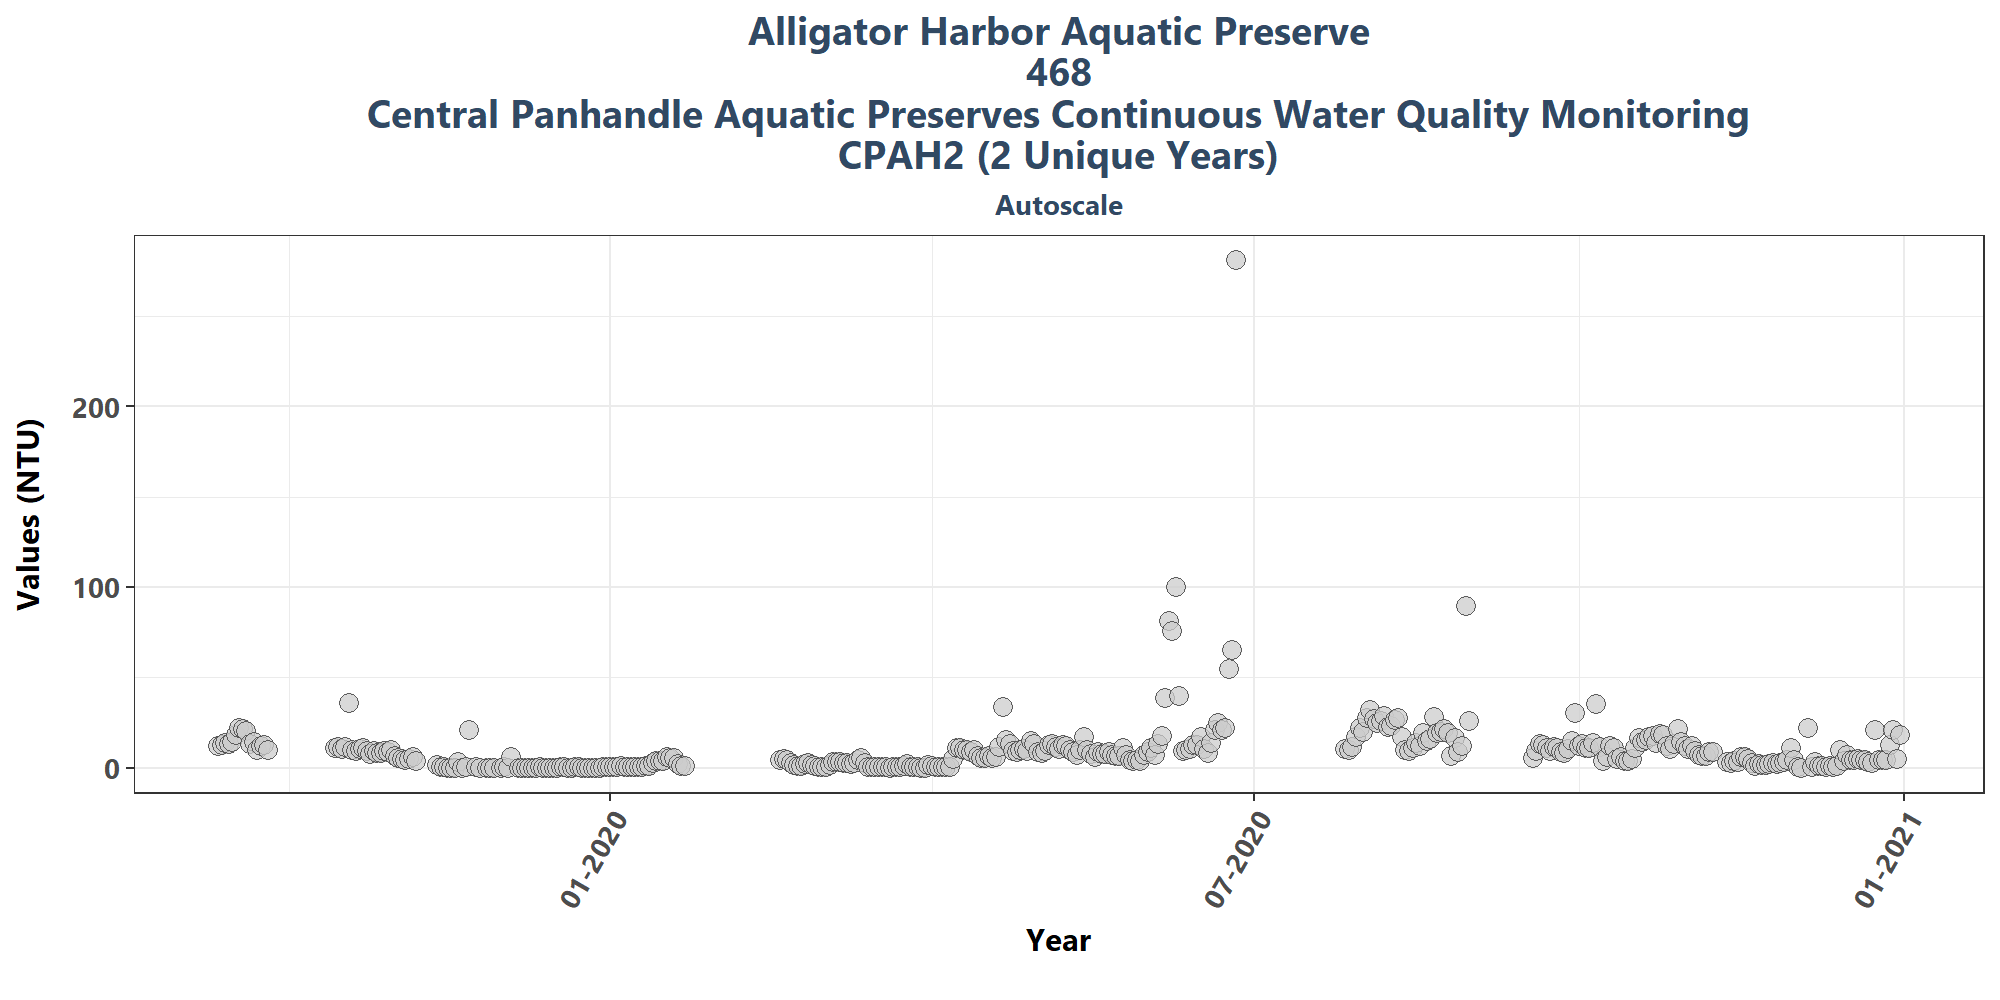 Alligator Harbor Aquatic Preserve
468
Central Panhandle Aquatic Preserves Continuous Water Quality Monitoring
CPAH2 (2 Unique Years)
Autoscale
Values (NTU)
200
100
0
01-2020
07-2020
01-2021
Year